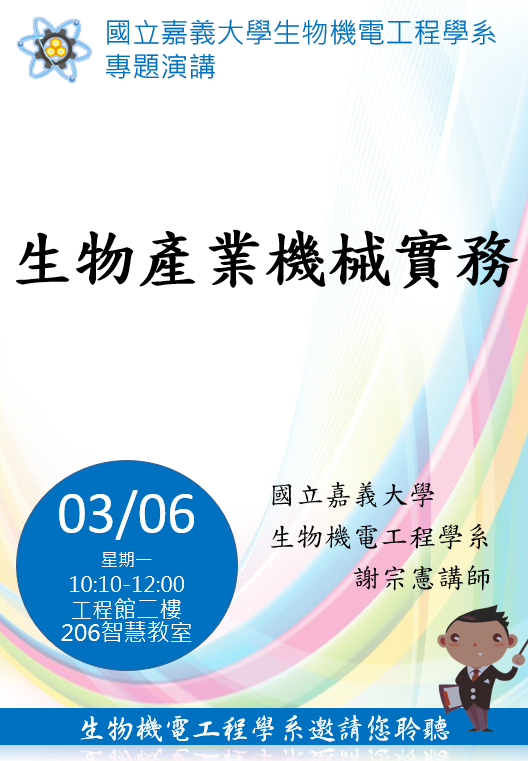 國立嘉義大學生物機電工程學系
專題演講
生物產業機械實務
03/06
星期一
10:10-12:00
工程館二樓
206智慧教室
國立嘉義大學
生物機電工程學系
謝宗憲講師
生物機電工程學系邀請您聆聽